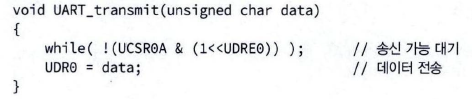 void UART_transmit(unsigned char data)
{
    while( !(UCSR0A & (1<<UDRE0)) );        // 송신 가능 대기
    UDR0 = data;                            // 데이터 전송
}